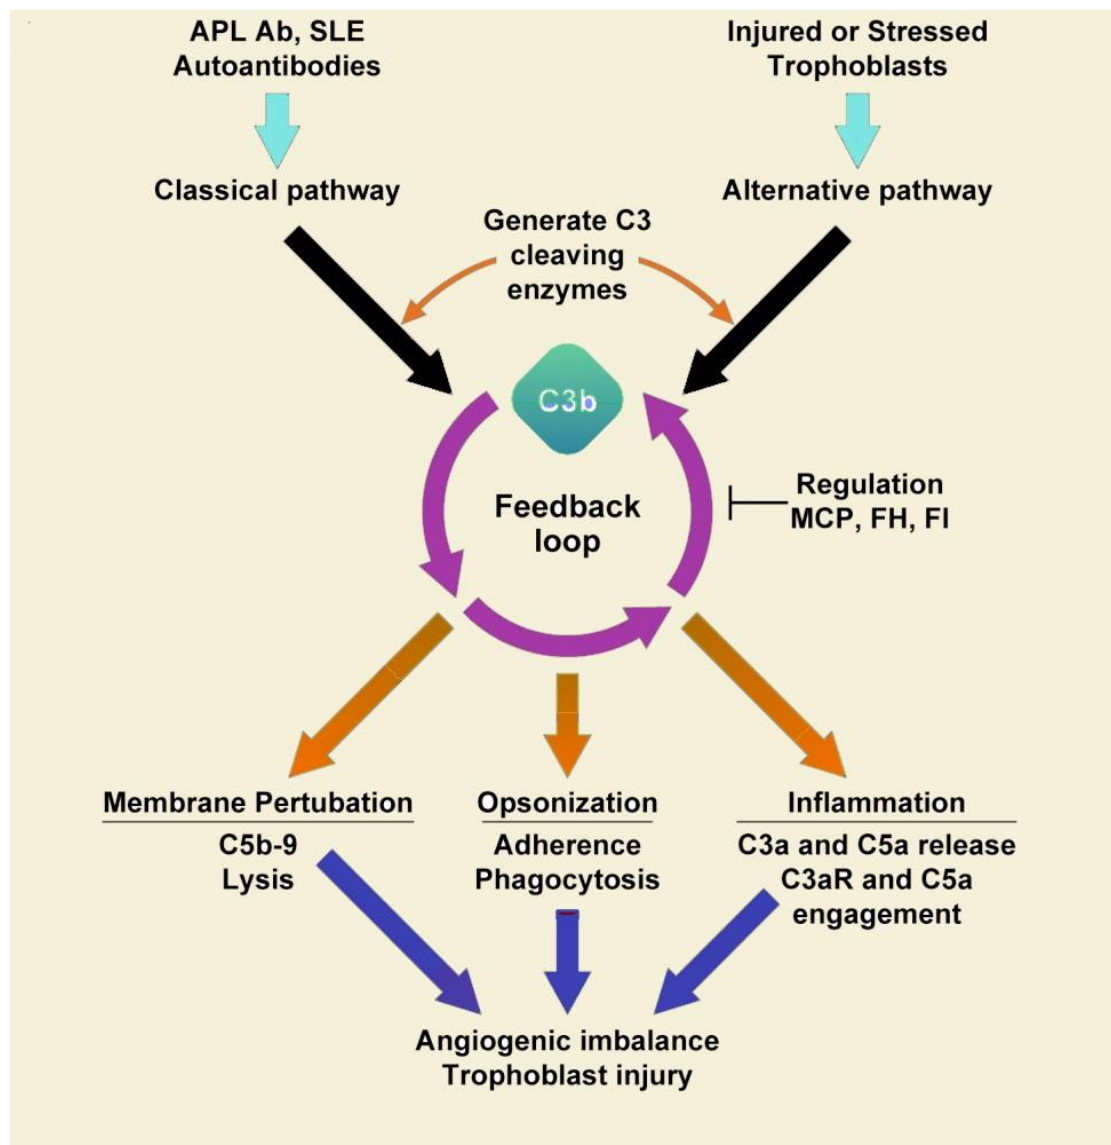 APL Ab, SLE
Autoantibodies
Injured or Stressed
Trophoblasts
Classical pathway
Alternative pathway
Generate C3
cleaving
enzymes
C3b
Feedback
loop
Regulation
MCP, FH, FI
Membrane Pertubation
C5b-9
Lysis
Opsonization
Adherence
Phagocytosis
Inflammation
C3a and C5a release
C3aR and C5a
engagement
Angiogenic imbalance
Trophoblast injury